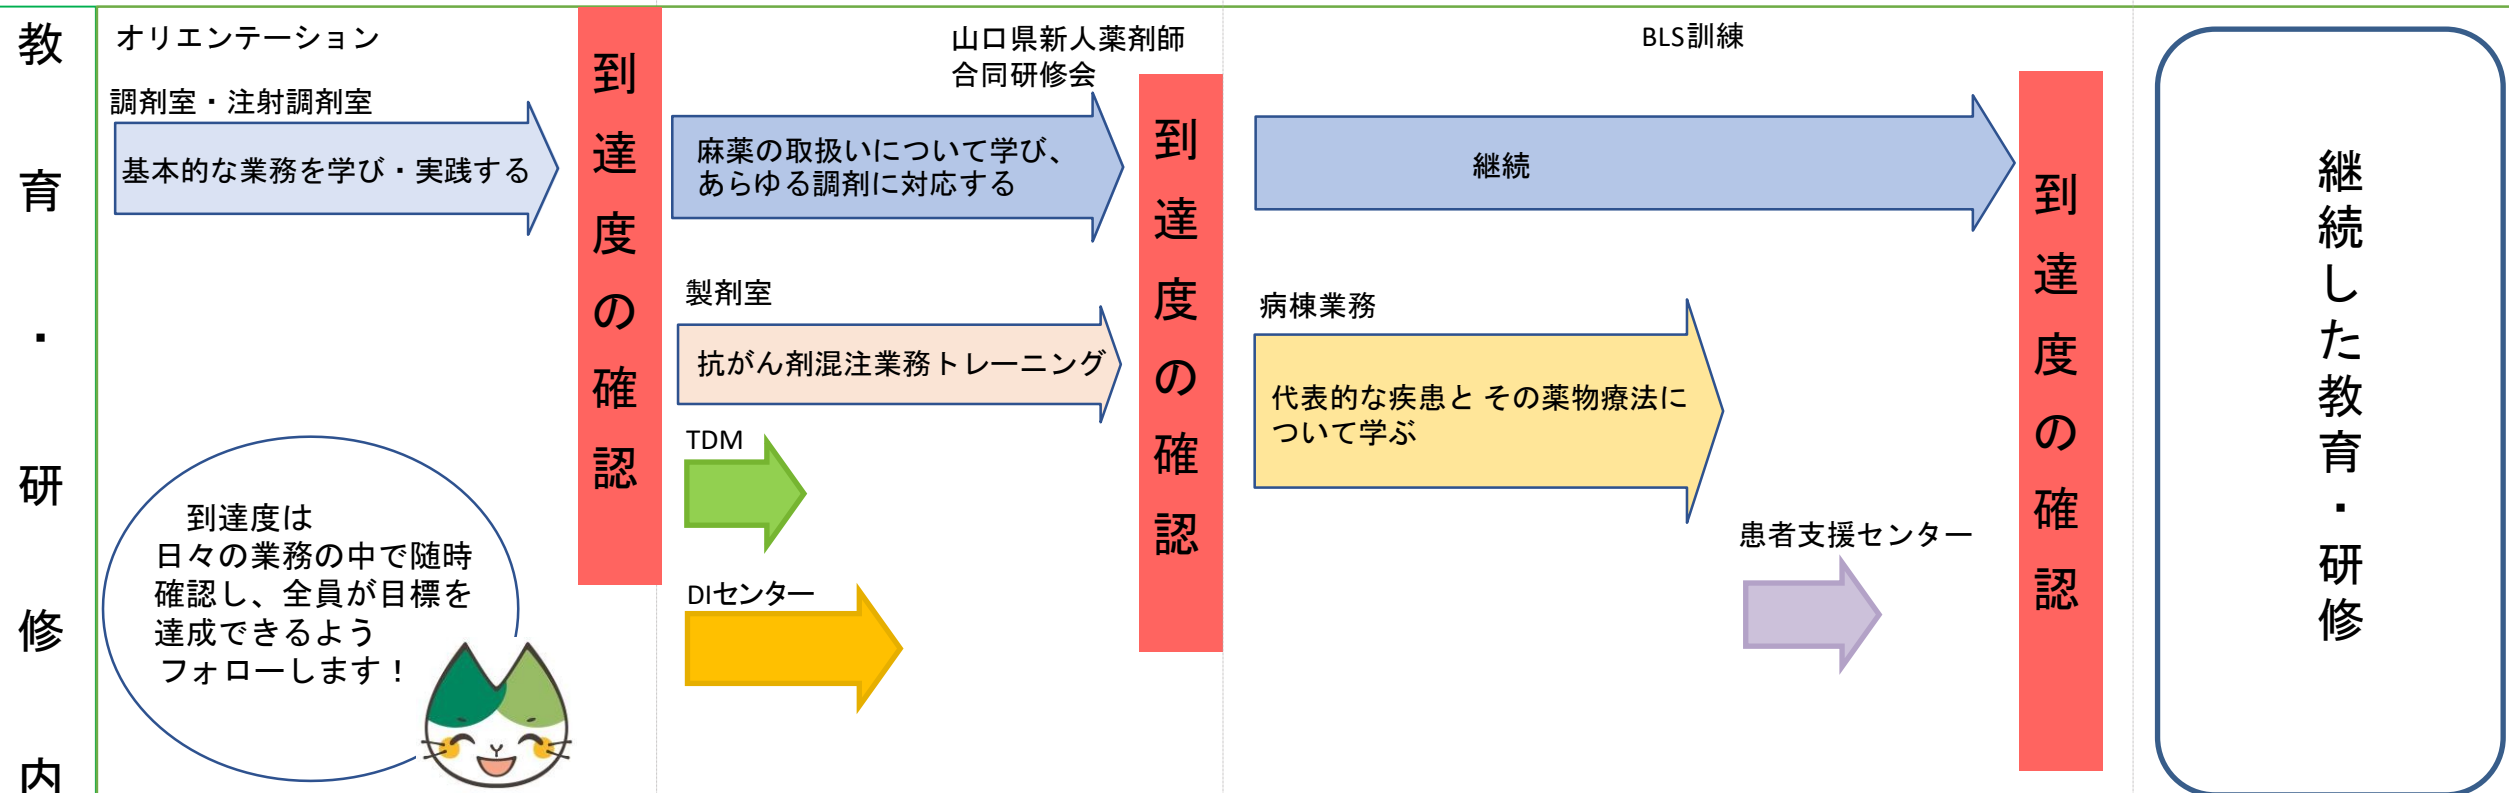 教育・研修内
オリエンテーション
調剤室・注射調剤室
基本的な業務を学び・実践する
到達度は
日々の業務の中で随時
確認し、全員が目標を
達成できるよう
フォローします！
到達度の確認
山口県新人薬剤師
合同研修会
麻薬の取扱いについて学び、
あらゆる調剤に対応する
製剤室
抗がん剤混注業務トレーニング
TDM
DIセンター
到達度の確認
BLS訓練
継続
病棟業務
代表的な疾患と その薬物療法に
ついて学ぶ
患者支援センター
到達度の確認
継続した教育・研修